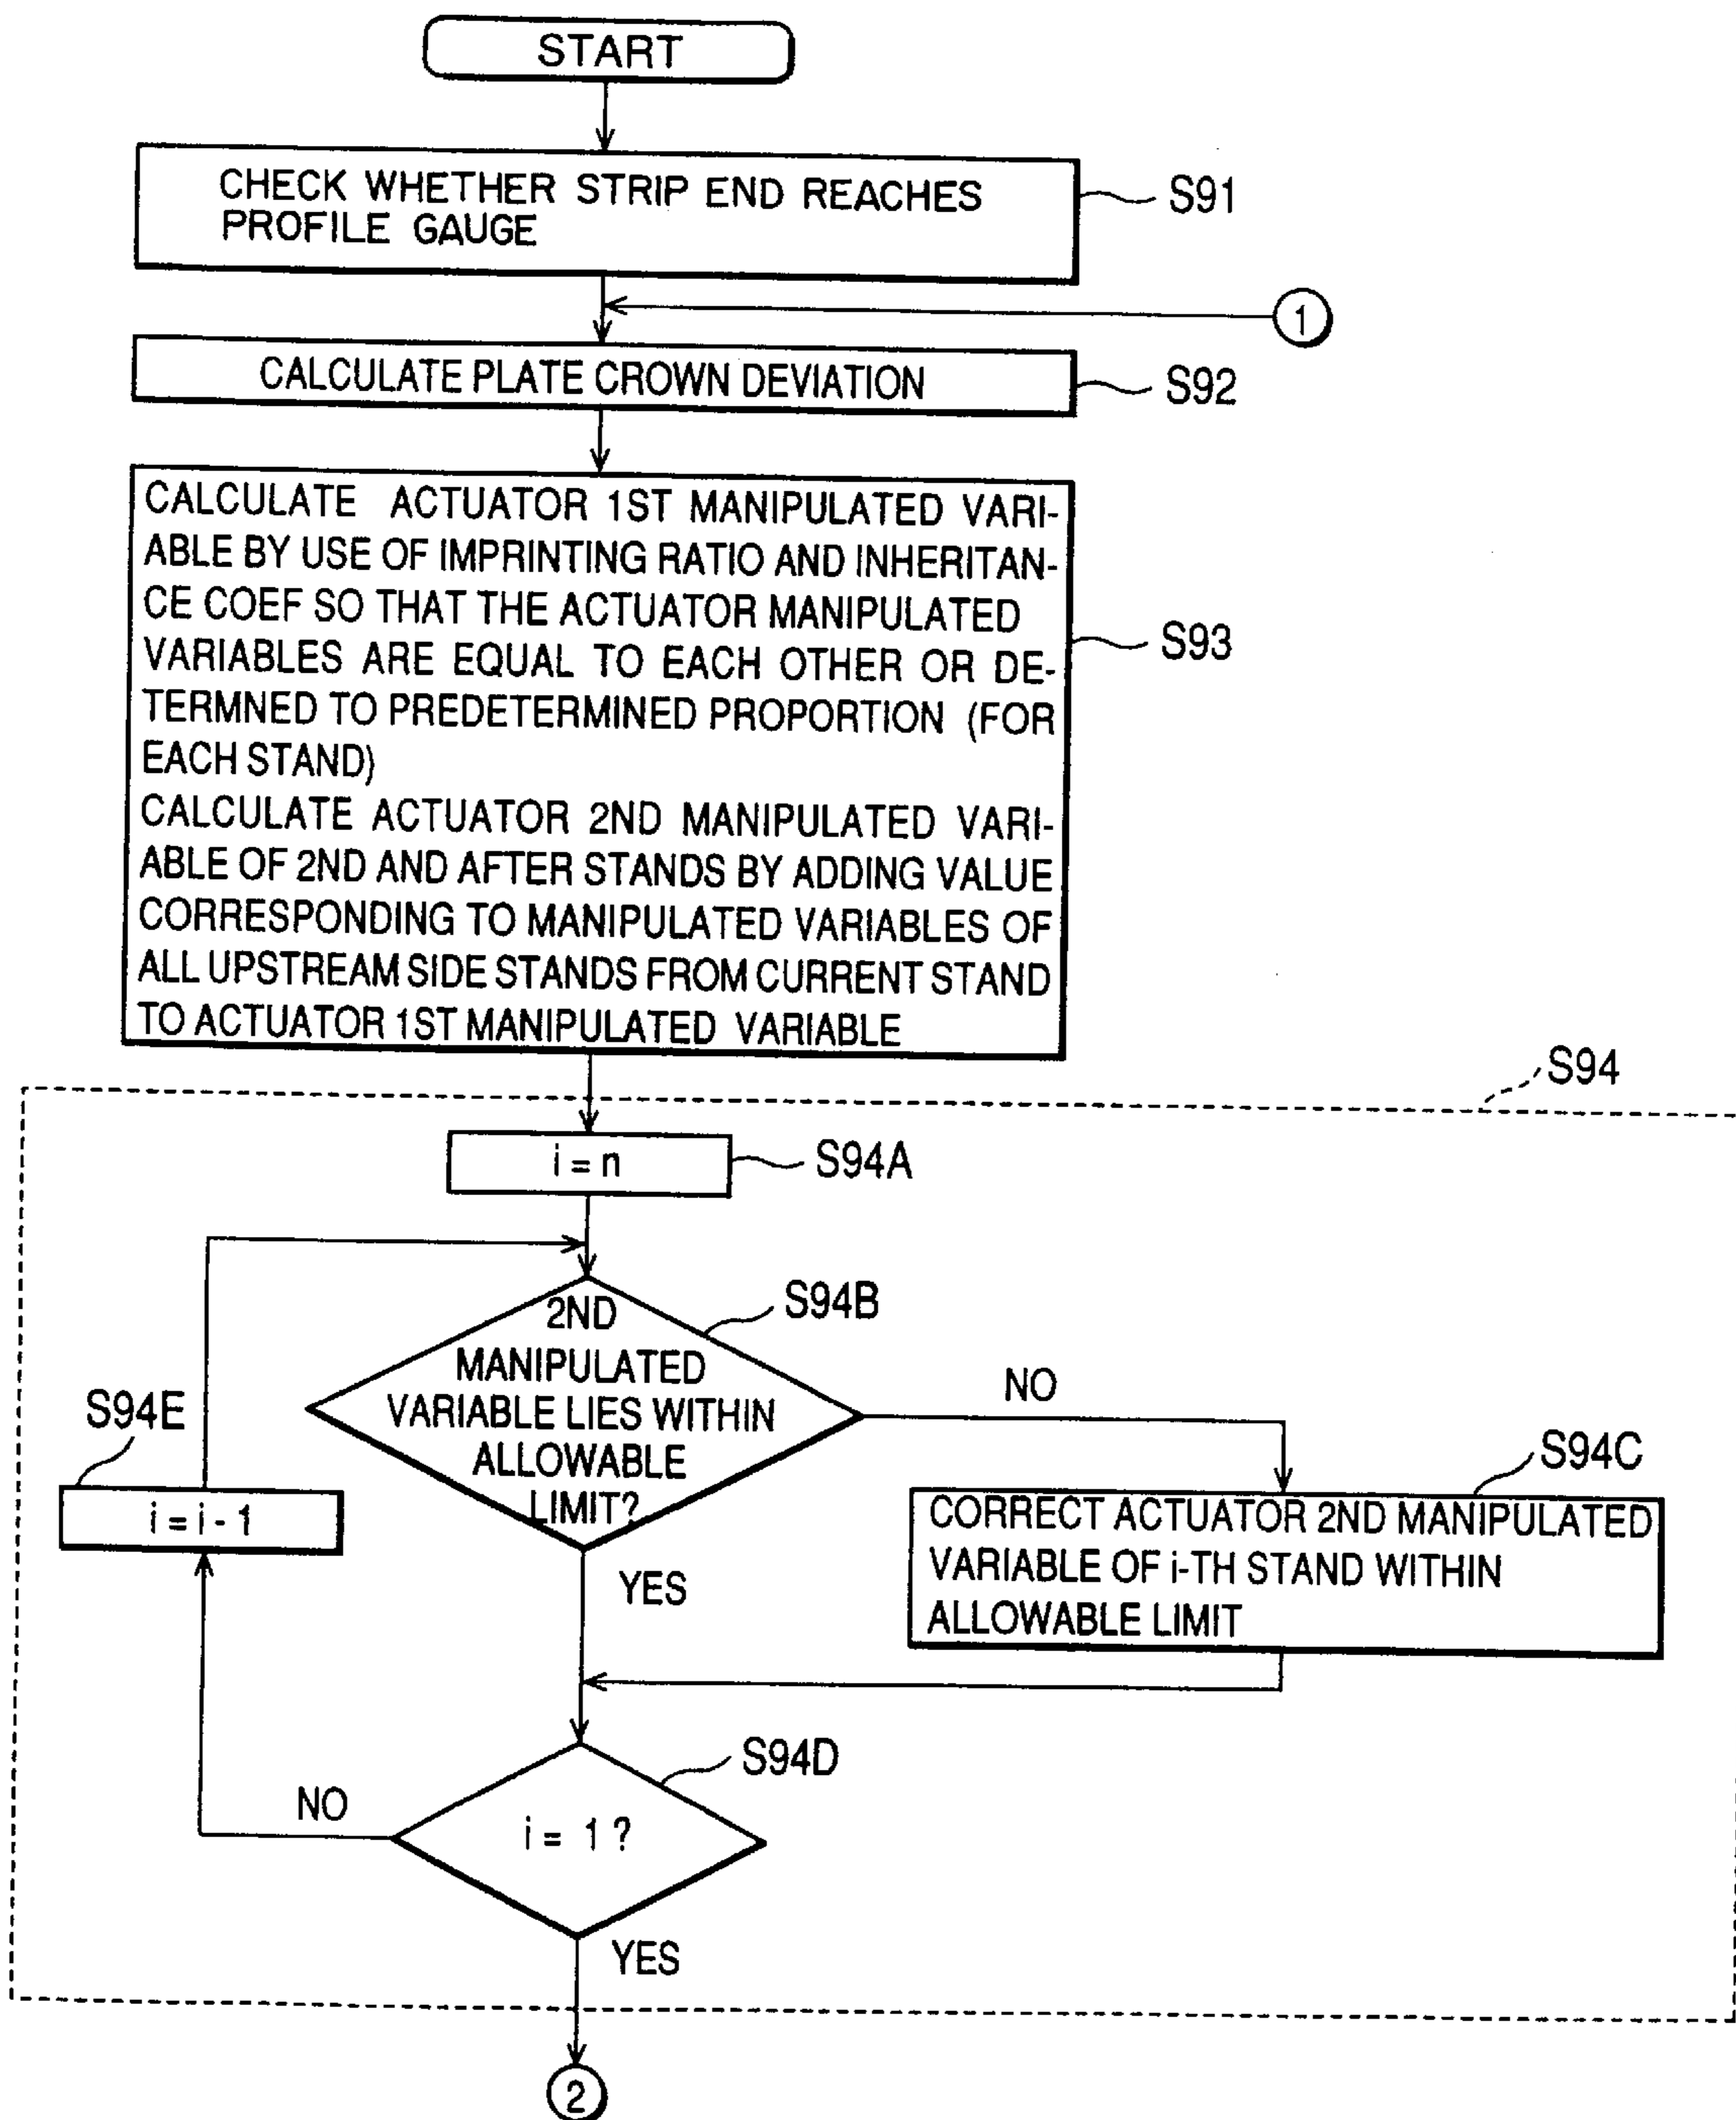 START
CHECK WHETHER STRIP END REACHES
PROFILE GAUGE
S91
1
CALCULATE PLATE CROWN DEVIATION
S92
CALCULATE ACTUATOR 1ST MANIPULATED VARI-
ABLE BY USE OF IMPRINTING RATIO AND INHERITAN-
CE COEF SO THAT THE ACTUATOR MANIPULATED
VARIABLES ARE EQUAL TO EACH OTHER OR DE-
TERMNED TO PREDETERMINED PROPORTION (FOR
EACH STAND)
CALCULATE ACTUATOR 2ND MANIPULATED VARI-
ABLE OF 2ND AND AFTER STANDS BY ADDING VALUE
CORRESPONDING TO MANIPULATED VARIABLES OF
ALL UPSTREAM SIDE STANDS FROM CURRENT STAND
TO ACTUATOR 1ST MANIPULATED VARIABLE
S93
S94
i = n
S94A
2ND
MANIPULATED
VARIABLE LIES WITHIN
ALLOWABLE
LIMIT?
S94B
NO
S94E
i = i - 1
S94C
CORRECT ACTUATOR 2ND MANIPULATED
VARIABLE OF i-TH STAND WITHIN
ALLOWABLE LIMIT
YES
S94D
NO
i = 1 ?
YES
2